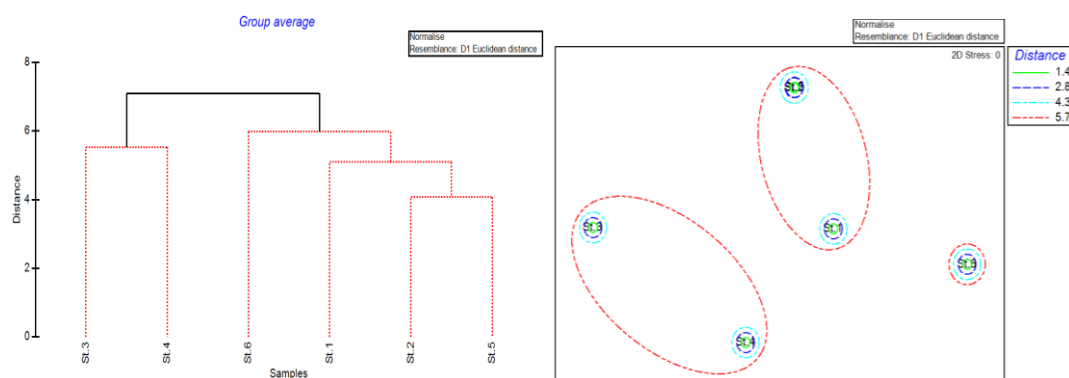 Group average
Normalise
Resemblance: D1 Euclidean distance
Distance
8
6
4
2
0
St.3
St.4
St.6
St.1
St.2
St.5
Samples
Normalise
Resemblance: D1 Euclidean distance
2D Stress: 0
Distance
1.4
2.8
4.3
5.7